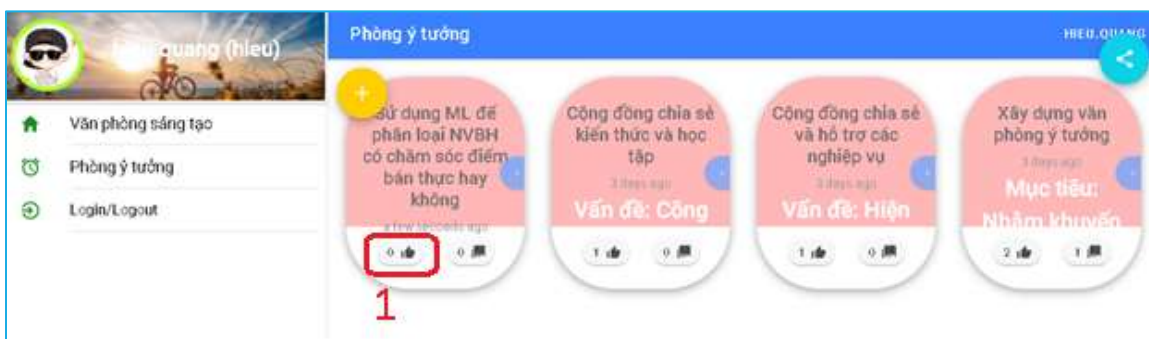 quang (hieu)
Văn phòng sáng tạo
Phòng ý tưởng
Login/Logout
Phòng ý tưởng
HIEU.QUANG
+
Sử dụng ML để
phân loại NVBH
có chăm sóc điểm
bán thực hay
không
a few seconds ago
0
0
Cộng đồng chia sẻ
kiến thức và học
tập
3 days ago
Vấn đề: Công
1
0
Cộng đồng chia sẻ
và hỗ trợ các
nghiệp vụ
3 days ago
Vấn đề: Hiện
1
0
Xây dựng văn
phòng ý tưởng
3 days ago
Mục tiêu:
Nhằm khuyến
2
1
1